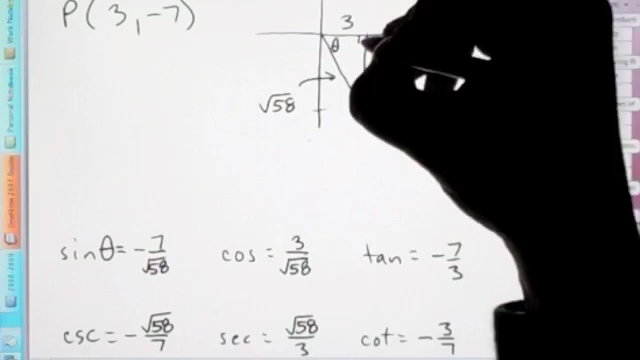 P(3,-7)
3
θ
√58
sinθ = -7/√58 cos = 3/√58 tan = -7/3
csc = -√58/7 sec = √58/3 cot = -3/7